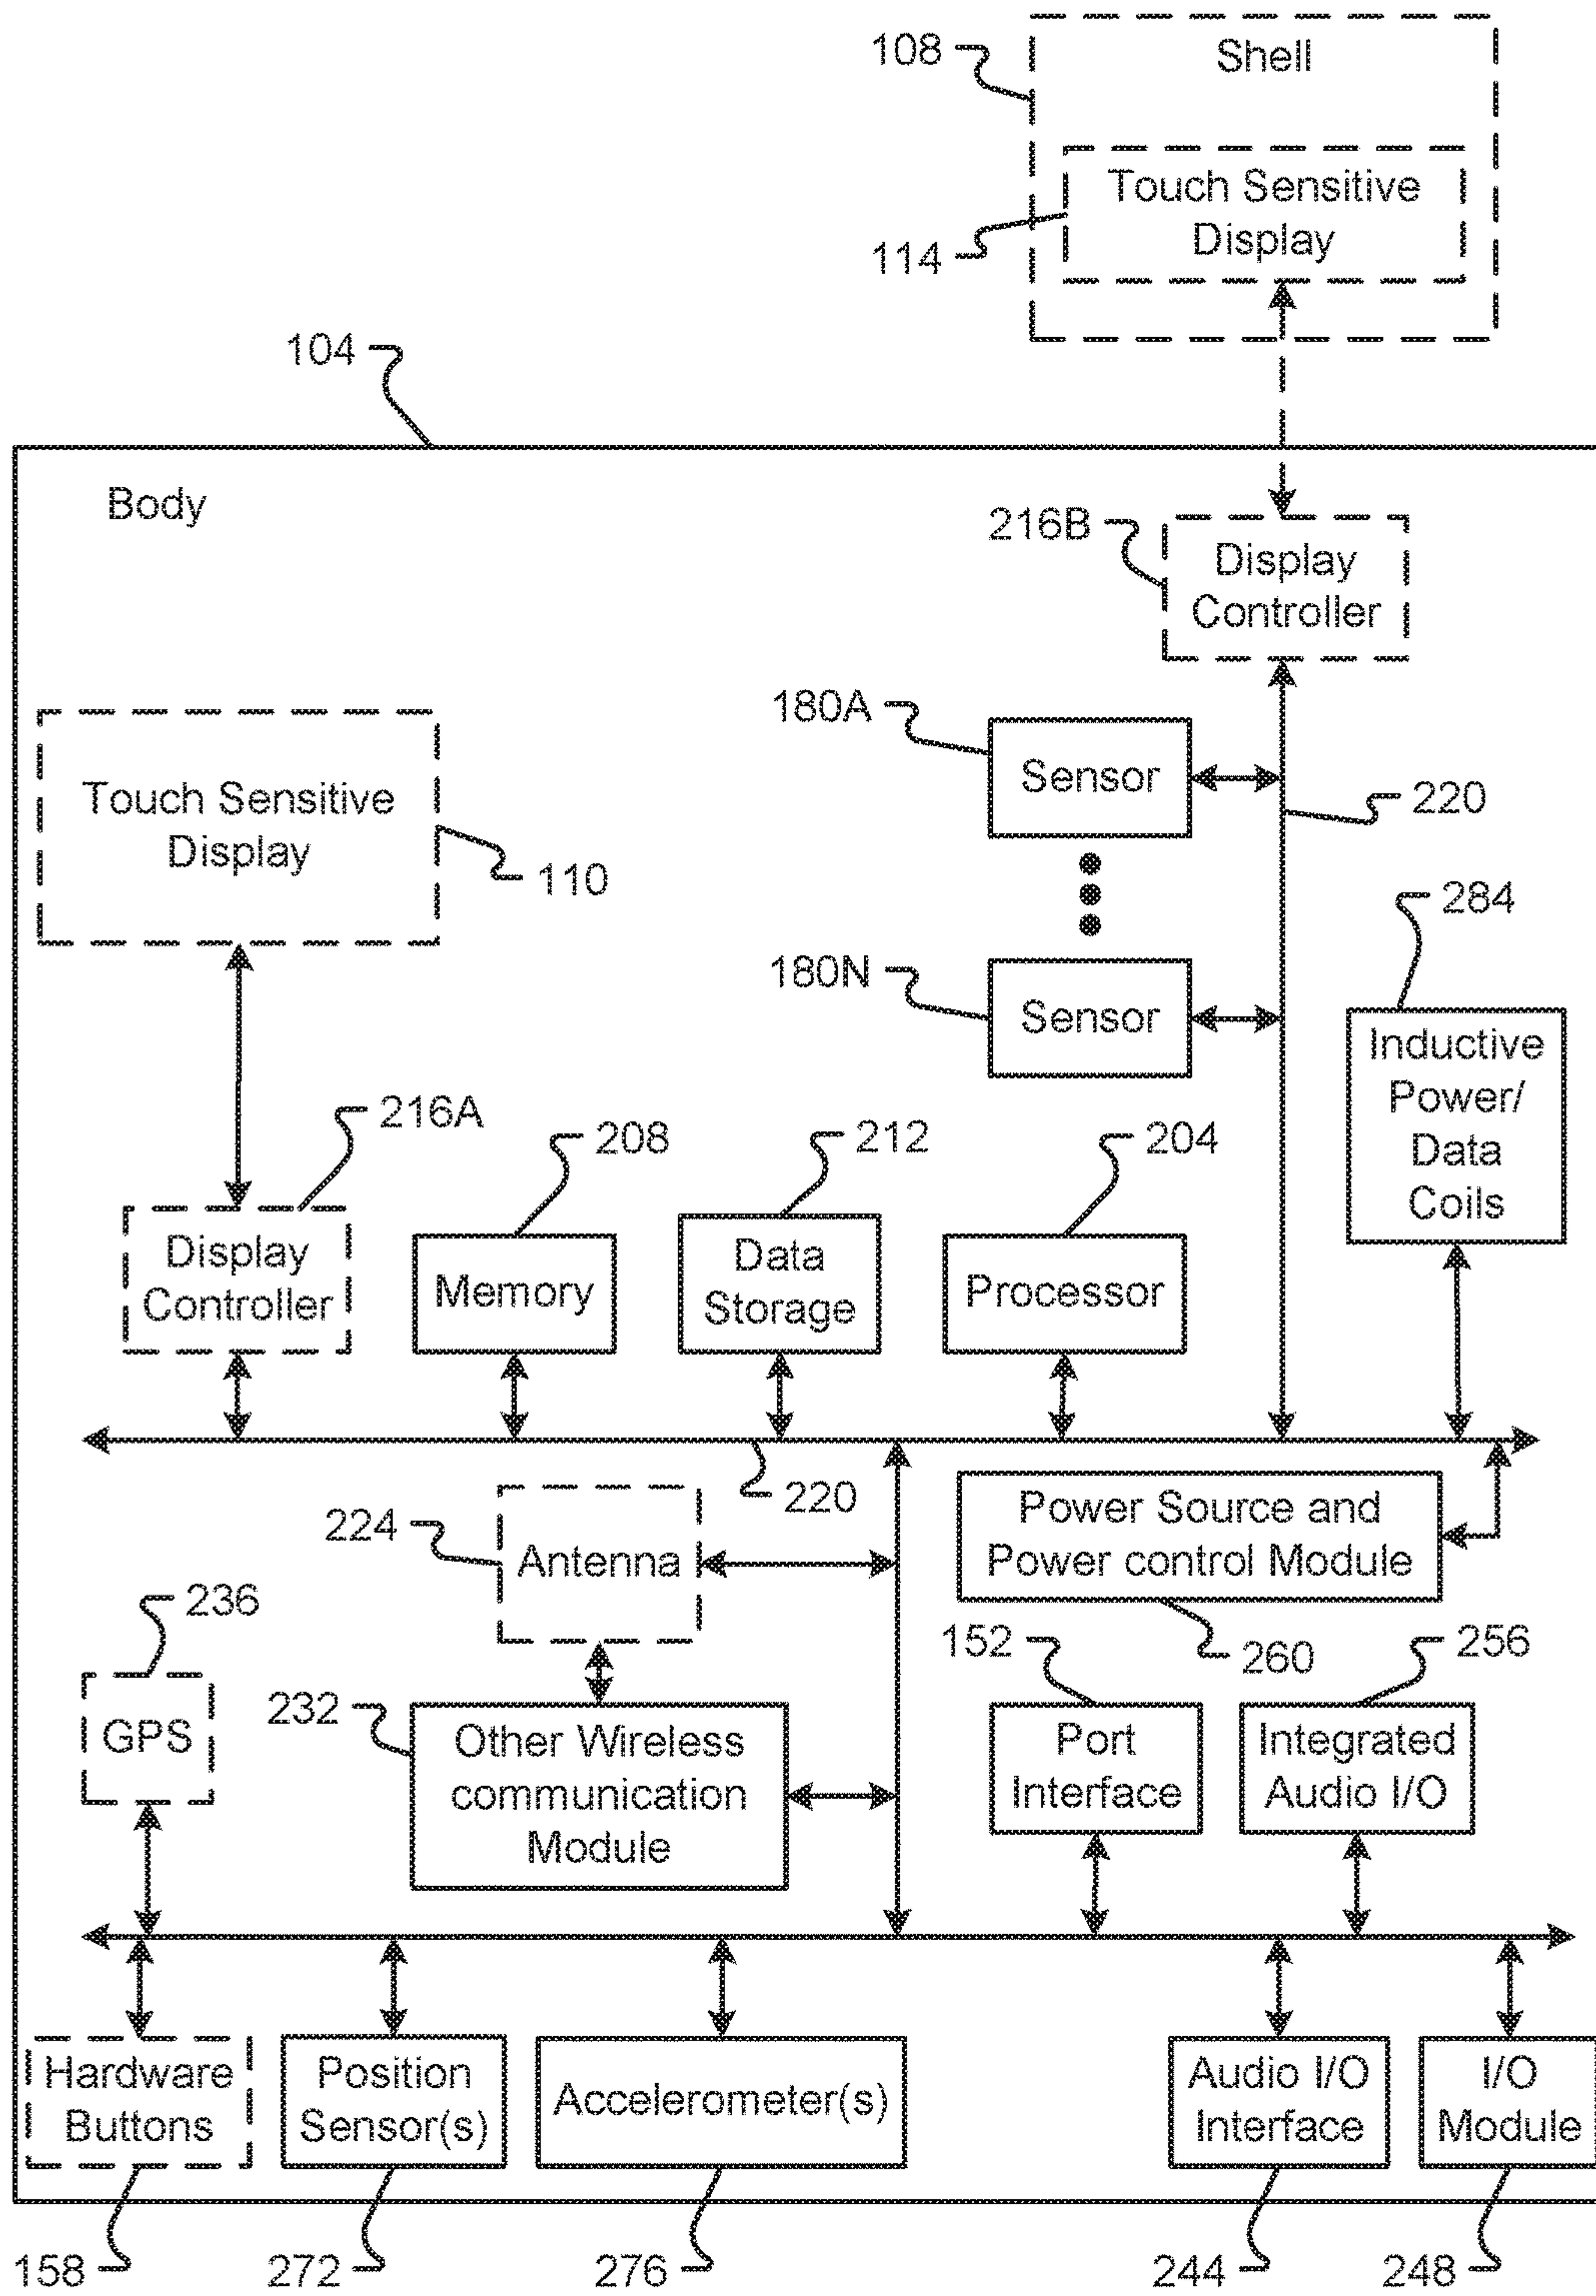 108
Shell
Touch Sensitive
Display
114
104
Body
216B
Display
Controller
180A
Sensor
220
Touch Sensitive
Display
110
284
180N
Sensor
Inductive
Power/
Data
Coils
216A
208
212
204
Display
Controller
Memory
Data
Storage
Processor
220
224
Antenna
Power Source and
Power control Module
236
152
260
256
GPS
232
Other Wireless
communication
Module
Port
Interface
Integrated
Audio I/O
Hardware
Buttons
Position
Sensor(s)
Accelerometer(s)
Audio I/O
Interface
I/O
Module
158
272
276
244
248